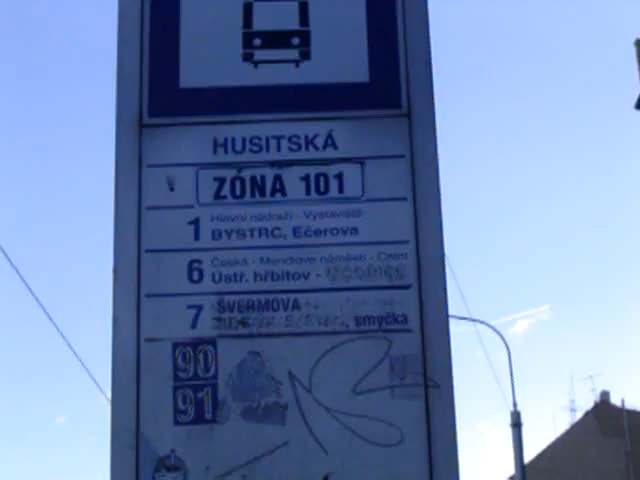 HUSITSKÁ
ZÓNA 101
1 Hlavní nádraží - Výstaviště
BYSTRC, Ečerova
6 Česká - Mendlovo náměstí -
Ústř. hřbitov -
7 ŠVERMOVA
, smyčka
90
91